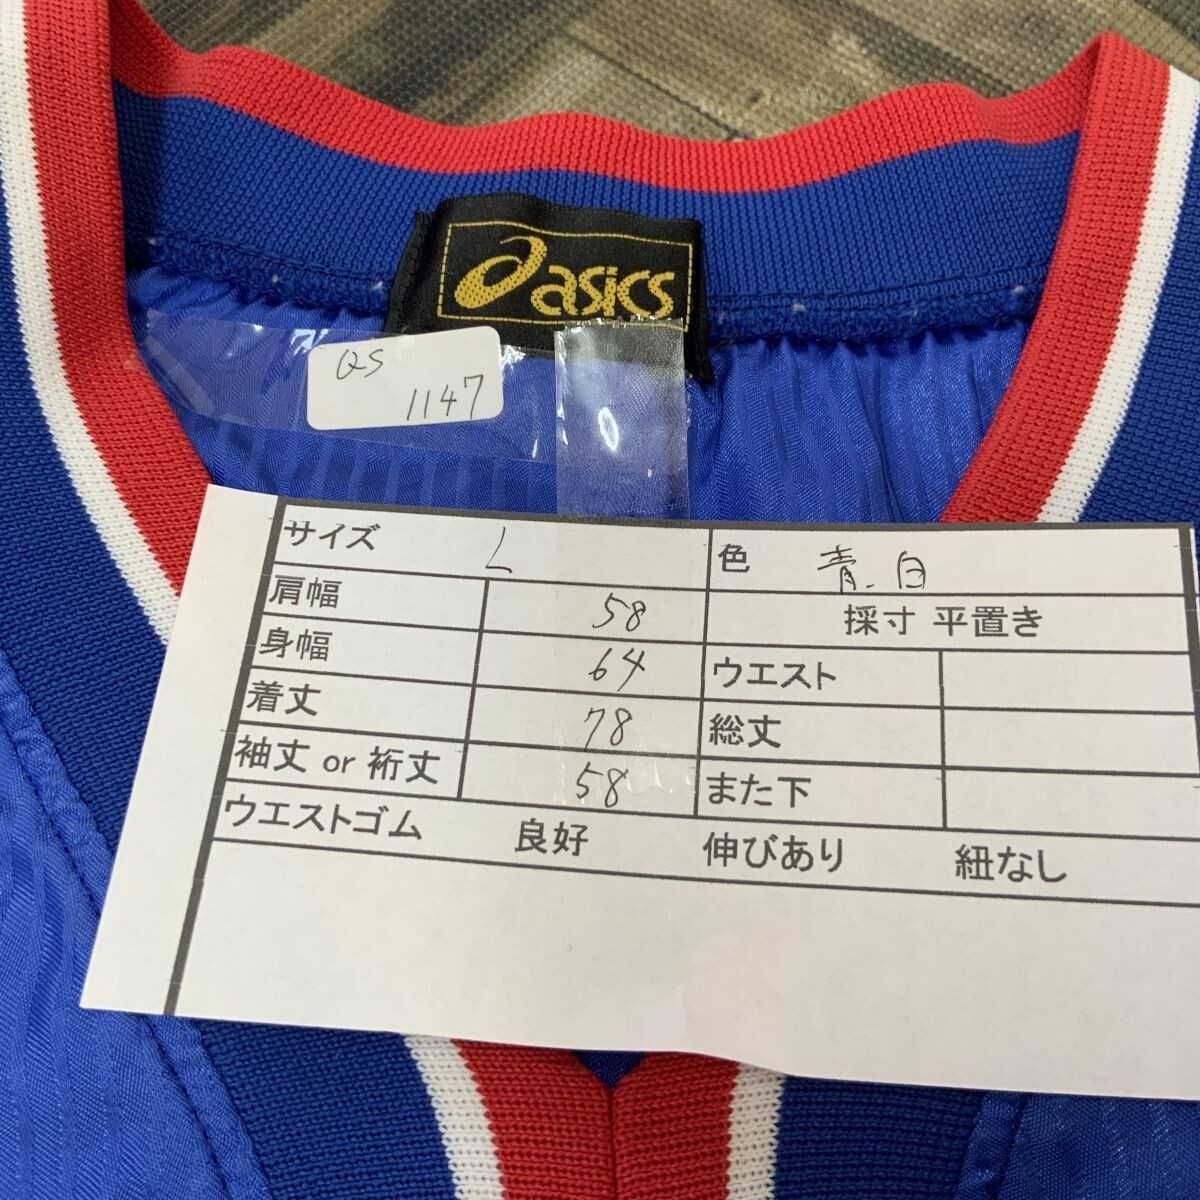 asics
QS
1147
サイズ L 色 青.白
肩幅 58 採寸 平置き
身幅 64 ウエスト
着丈 78 総丈
袖丈 or 裄丈 58 また下
ウエストゴム 良好 伸びあり 紐なし